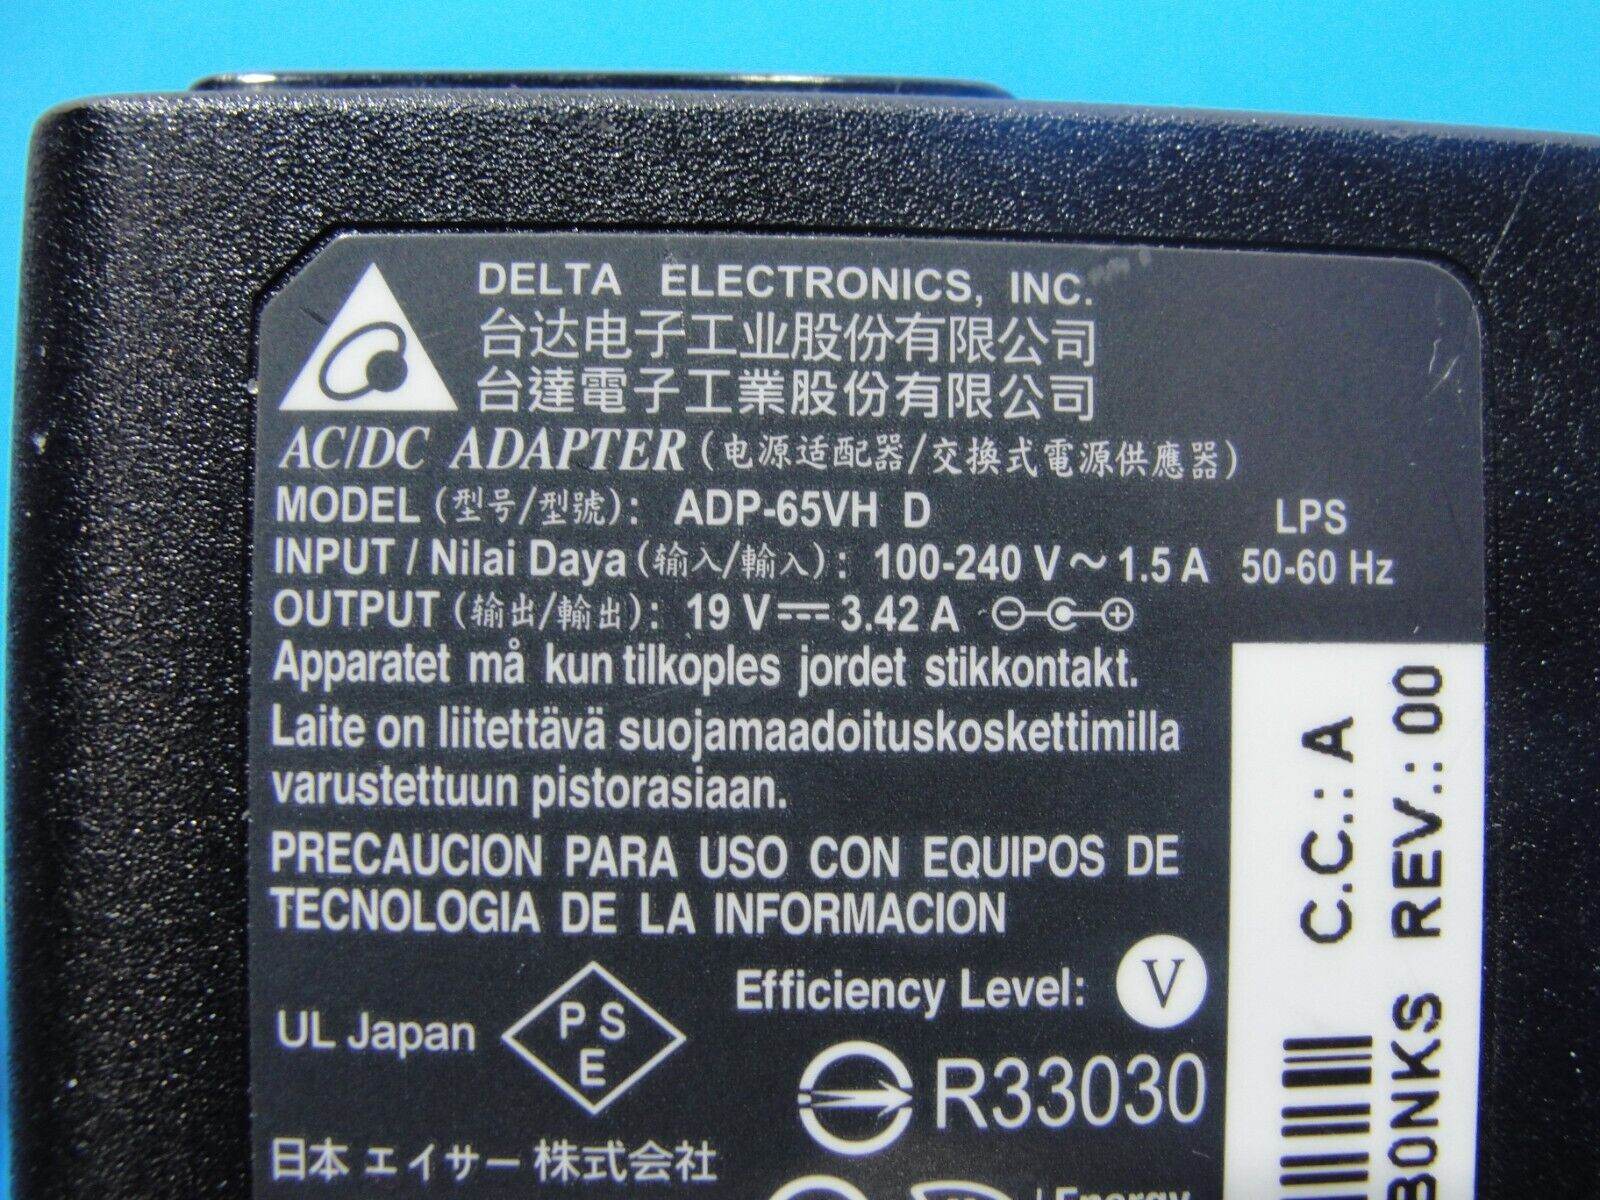 DELTA ELECTRONICS, INC.
台达电子工业股份有限公司
台達電子工業股份有限公司
AC/DC ADAPTER (电源适配器/交換式電源供應器)
MODEL (型号/型號): ADP-65VH D LPS
INPUT / Nilai Daya (输入/輸入): 100-240 V～1.5 A 50-60 Hz
OUTPUT (输出/輸出): 19 V⎓3.42 A
Apparatet må kun tilkoples jordet stikkontakt.
Laite on liitettävä suojamaadoituskoskettimilla
varustettuun pistorasiaan.
PRECAUCION PARA USO CON EQUIPOS DE
TECNOLOGIA DE LA INFORMACION
Efficiency Level: V
UL Japan
PS
E
R33030
日本エイサー株式会社
Energy
C.C.: A
B0NKS REV.: 00